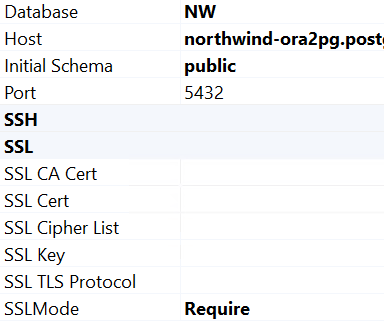 Database NW
Host northwind-ora2pg.postg
Initial Schema public
Port 5432
SSH
SSL
SSL CA Cert
SSL Cert
SSL Cipher List
SSL Key
SSL TLS Protocol
SSLMode Require